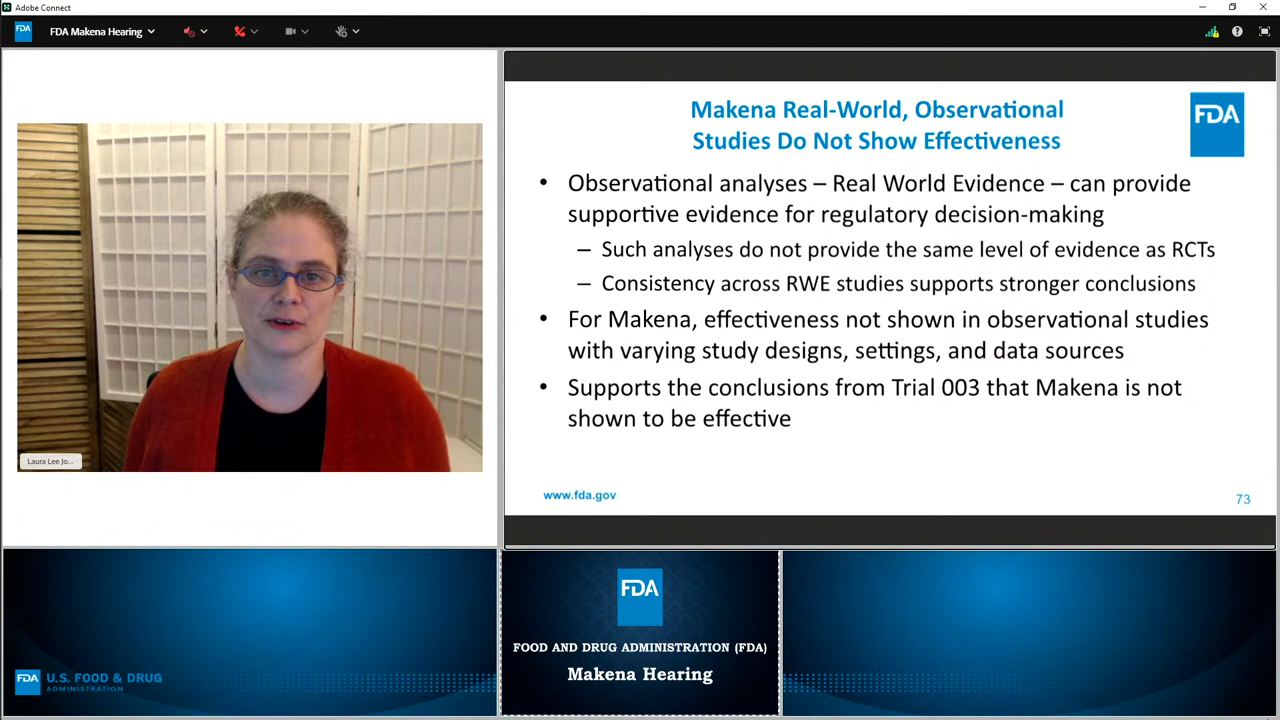 Adobe Connect
FDA
FDA Makena Hearing
Makena Real-World, Observational
Studies Do Not Show Effectiveness
FDA
• Observational analyses – Real World Evidence – can provide
supportive evidence for regulatory decision-making
– Such analyses do not provide the same level of evidence as RCTs
– Consistency across RWE studies supports stronger conclusions
• For Makena, effectiveness not shown in observational studies
with varying study designs, settings, and data sources
• Supports the conclusions from Trial 003 that Makena is not
shown to be effective
www.fda.gov
73
Laura Lee Jo...
FDA
FOOD AND DRUG ADMINISTRATION (FDA)
Makena Hearing
FDA
U.S. FOOD & DRUG
ADMINISTRATION